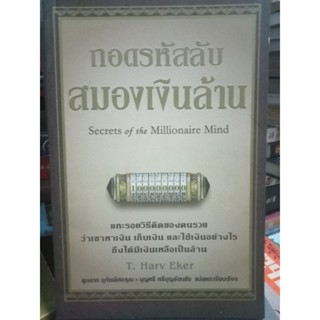 ถอดรหัสลับ
สมองเงินล้าน
Secrets of the Millionaire Mind
แกะรอยวิธีคิดของคนรวย
ว่าเขาหาเงิน เก็บเงิน และใช้เงินอย่างไร
ถึงได้มีเงินเหลือเป็นล้าน
T. Harv Eker